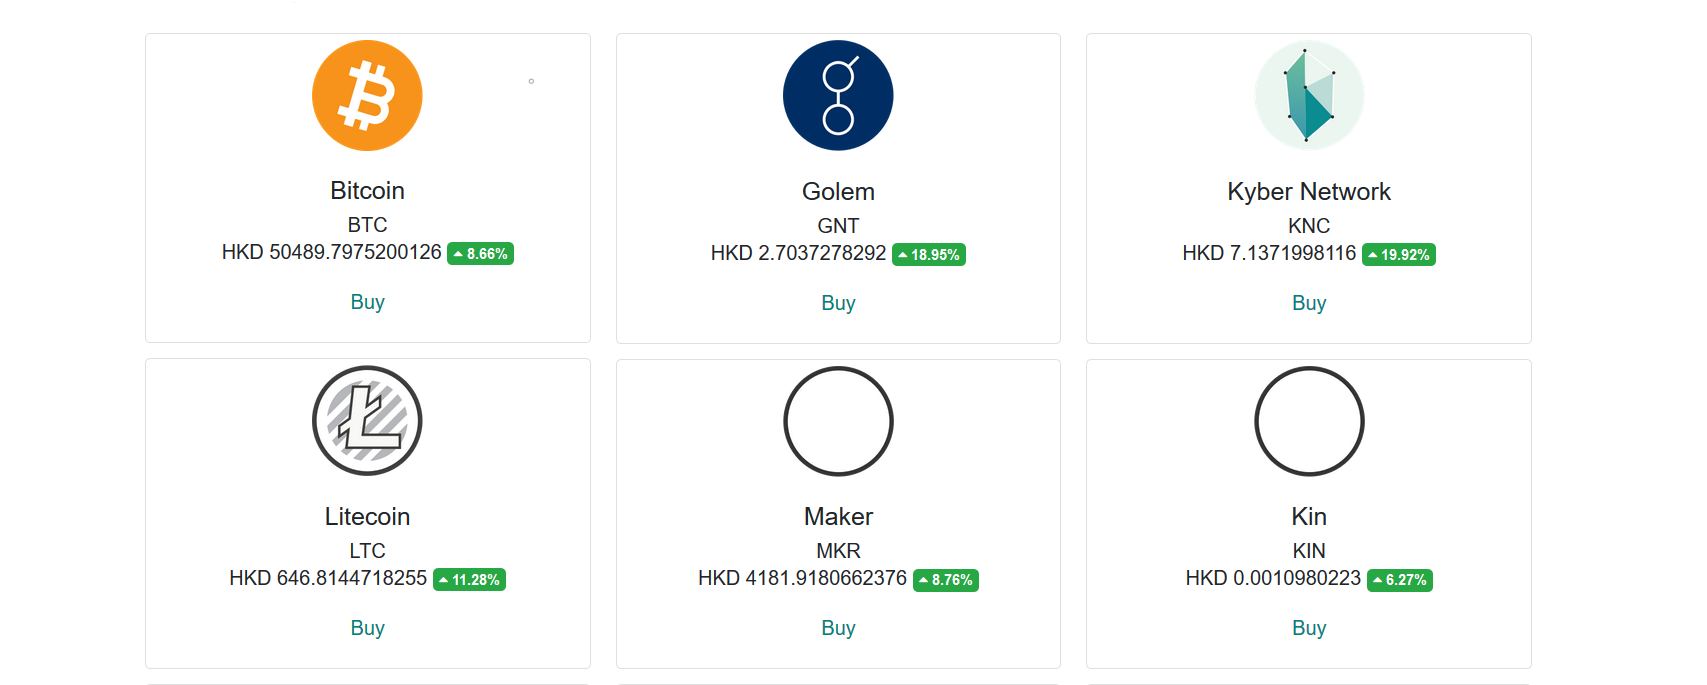 Bitcoin
BTC
HKD 50489.7975200126 8.66%
Buy
Golem
GNT
HKD 2.7037278292 18.95%
Buy
Kyber Network
KNC
HKD 7.1371998116 19.92%
Buy
Litecoin
LTC
HKD 646.8144718255 11.28%
Buy
Maker
MKR
HKD 4181.9180662376 8.76%
Buy
Kin
KIN
HKD 0.0010980223 6.27%
Buy